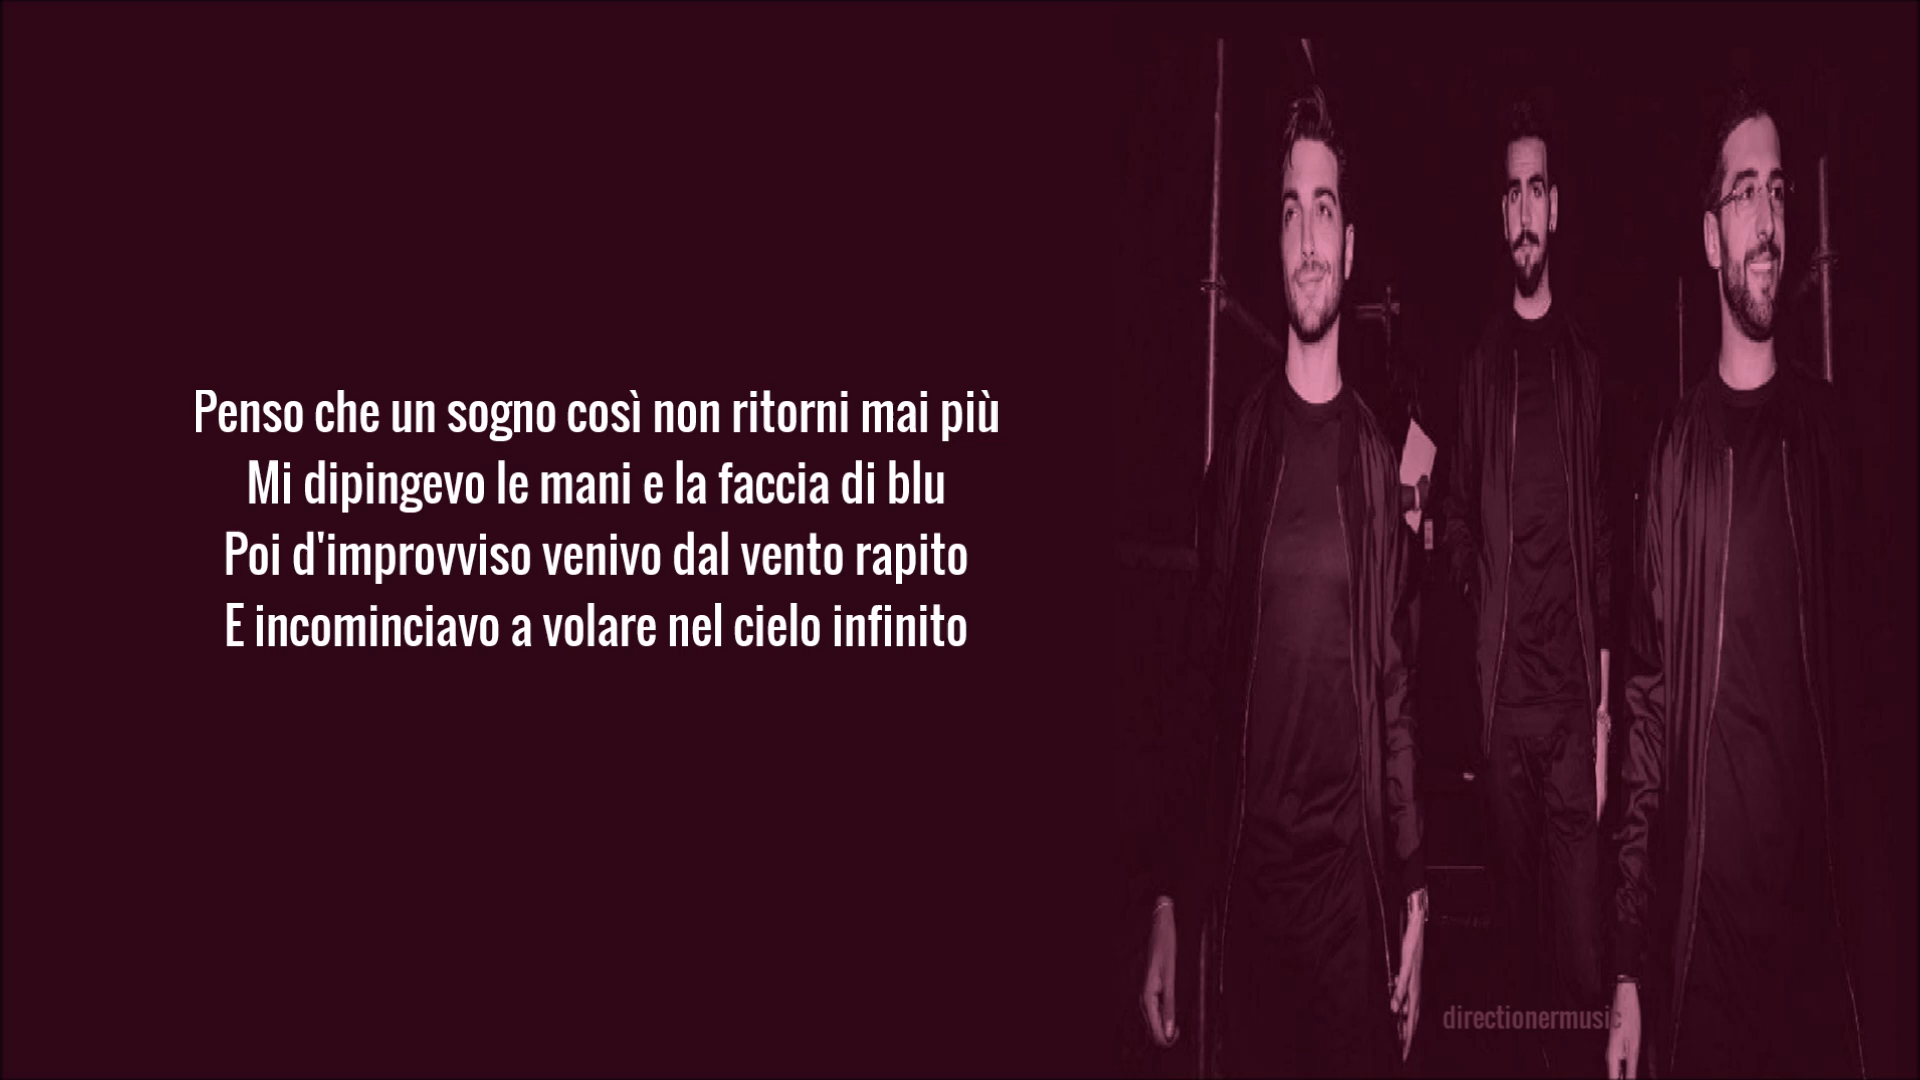 Penso che un sogno così non ritorni mai più
Mi dipingevo le mani e la faccia di blu
Poi d'improvviso venivo dal vento rapito
E incominciavo a volare nel cielo infinito
directionermusic